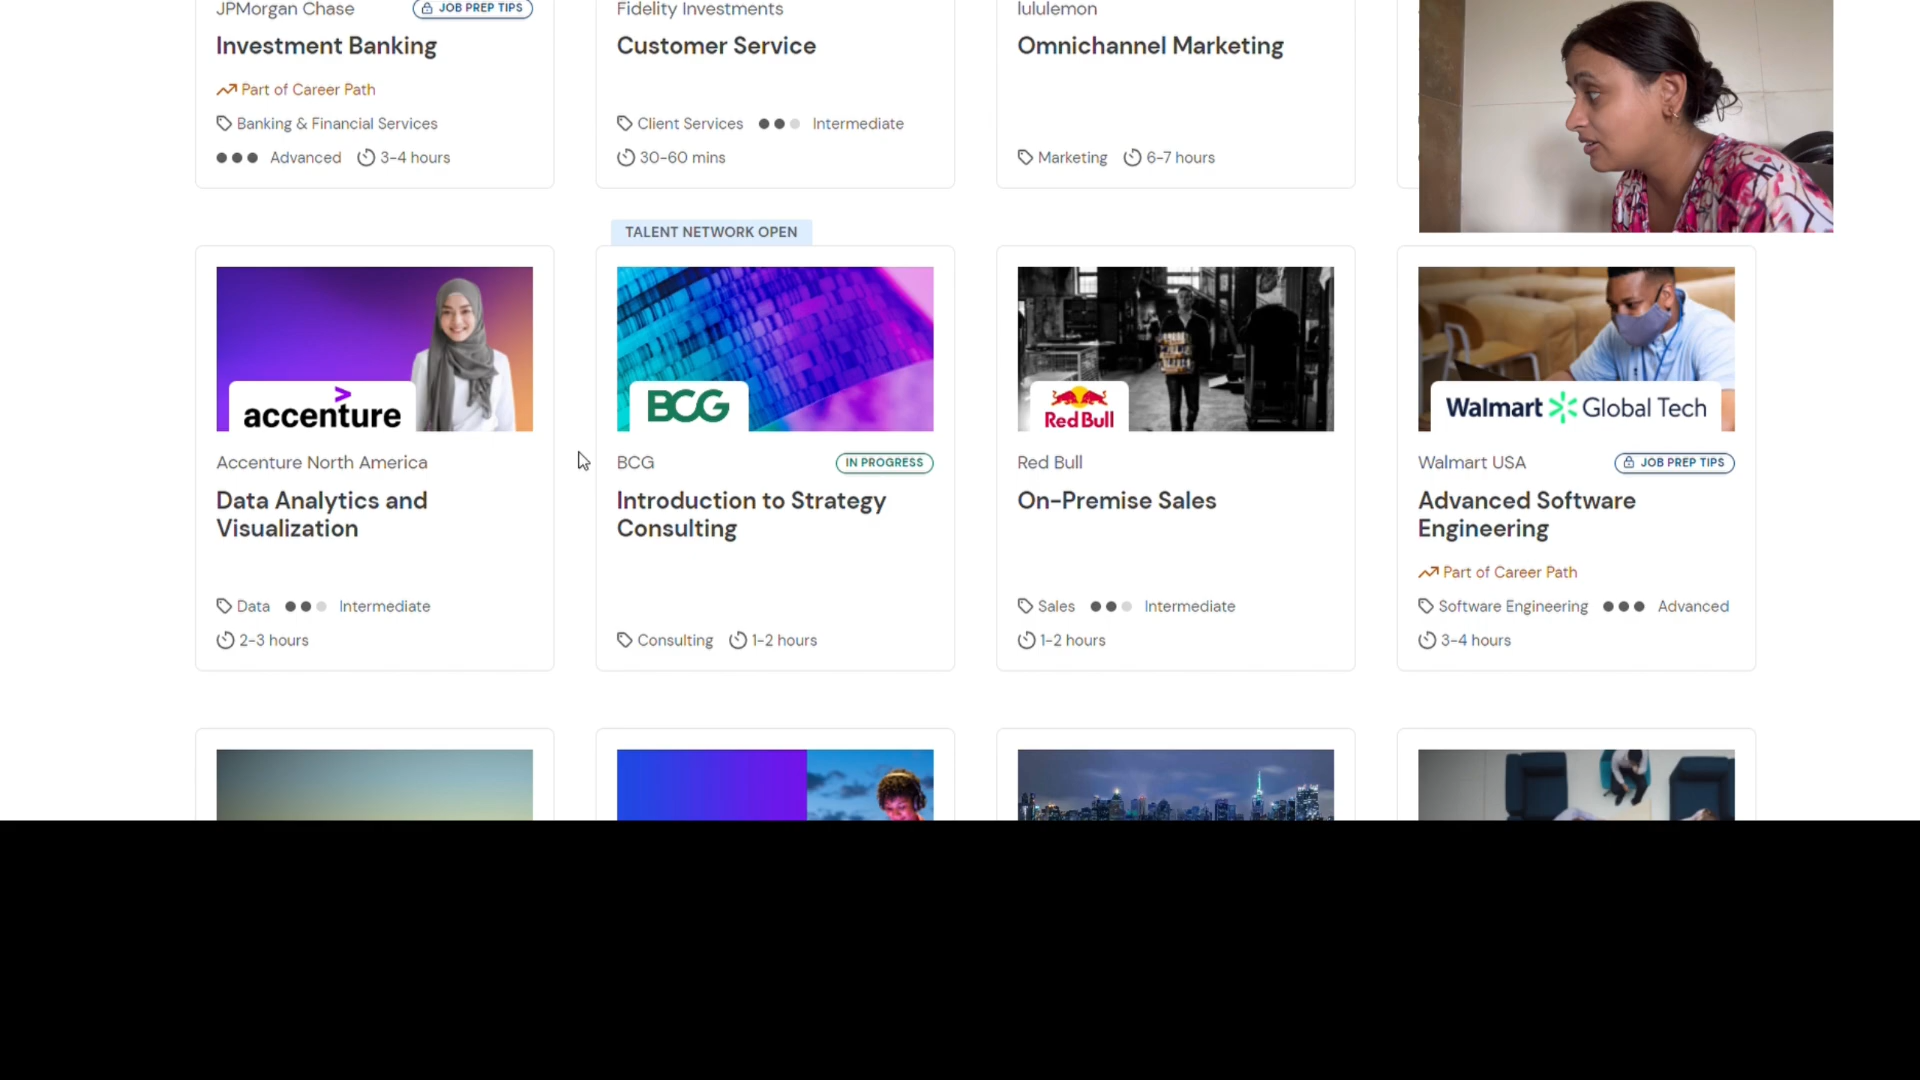 JPMorgan Chase
JOB PREP TIPS
Investment Banking
Part of Career Path
Banking & Financial Services
Advanced 3-4 hours
Fidelity Investments
Customer Service
Client Services Intermediate
30-60 mins
lululemon
Omnichannel Marketing
Marketing 6-7 hours
accenture
Accenture North America
Data Analytics and
Visualization
Data Intermediate
2-3 hours
TALENT NETWORK OPEN
BCG
BCG
IN PROGRESS
Introduction to Strategy
Consulting
Consulting 1-2 hours
Red Bull
Red Bull
On-Premise Sales
Sales Intermediate
1-2 hours
Walmart Global Tech
Walmart USA
JOB PREP TIPS
Advanced Software
Engineering
Part of Career Path
Software Engineering Advanced
3-4 hours